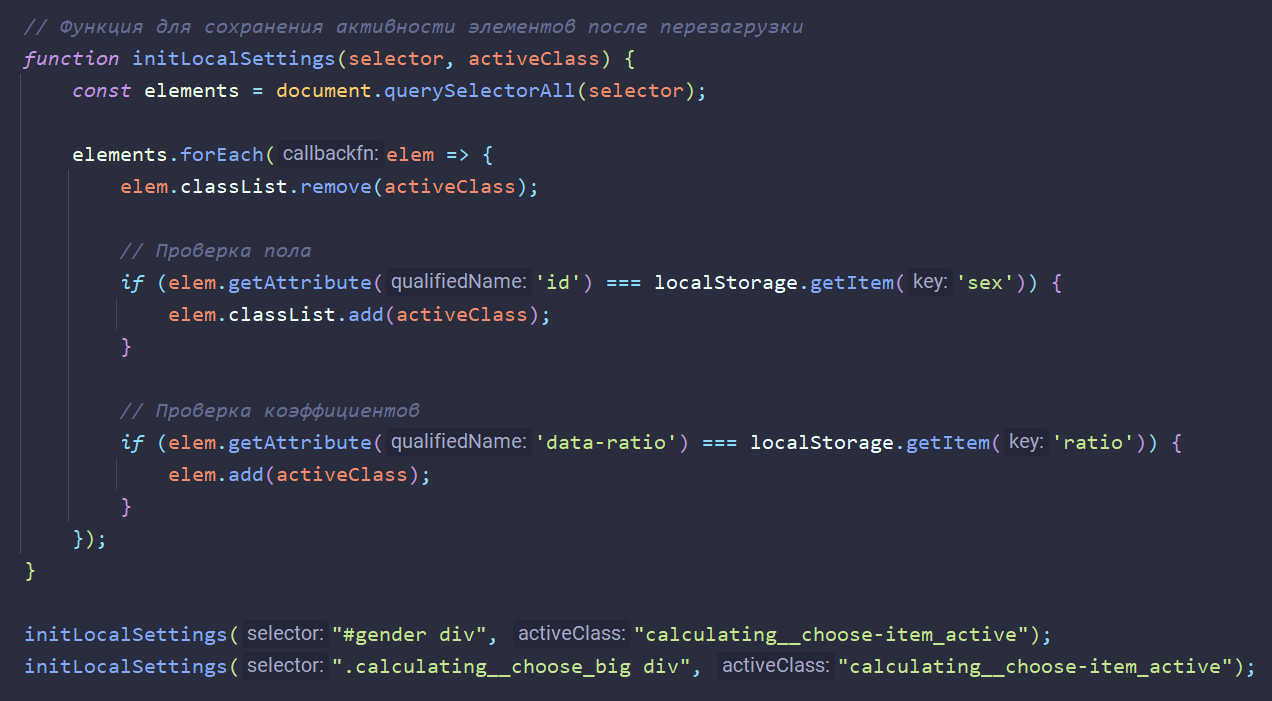 // Функция для сохранения активности элементов после перезагрузки
function initLocalSettings(selector, activeClass) {
const elements = document.querySelectorAll(selector);
elements.forEach( callbackfn: elem => {
elem.classList.remove(activeClass);
// Проверка пола
if (elem.getAttribute( qualifiedName: 'id') === localStorage.getItem( key: 'sex')) {
elem.classList.add(activeClass);
}
// Проверка коэффициентов
if (elem.getAttribute( qualifiedName: 'data-ratio') === localStorage.getItem( key: 'ratio')) {
elem.add(activeClass);
}
});
}
initLocalSettings( selector: "#gender div", activeClass: "calculating__choose-item_active");
initLocalSettings( selector: ".calculating__choose_big div", activeClass: "calculating__choose-item_active");